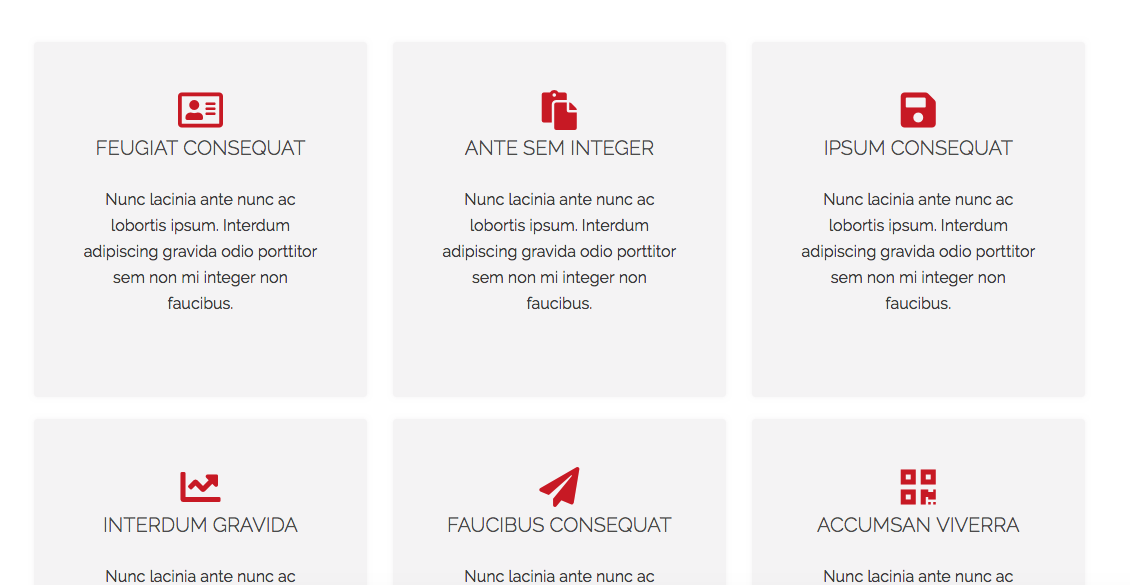 FEUGIAT CONSEQUAT
Nunc lacinia ante nunc ac
lobortis ipsum. Interdum
adipiscing gravida odio porttitor
sem non mi integer non
faucibus.
ANTE SEM INTEGER
Nunc lacinia ante nunc ac
lobortis ipsum. Interdum
adipiscing gravida odio porttitor
sem non mi integer non
faucibus.
IPSUM CONSEQUAT
Nunc lacinia ante nunc ac
lobortis ipsum. Interdum
adipiscing gravida odio porttitor
sem non mi integer non
faucibus.
INTERDUM GRAVIDA
Nunc lacinia ante nunc ac
FAUCIBUS CONSEQUAT
Nunc lacinia ante nunc ac
ACCUMSAN VIVERRA
Nunc lacinia ante nunc ac